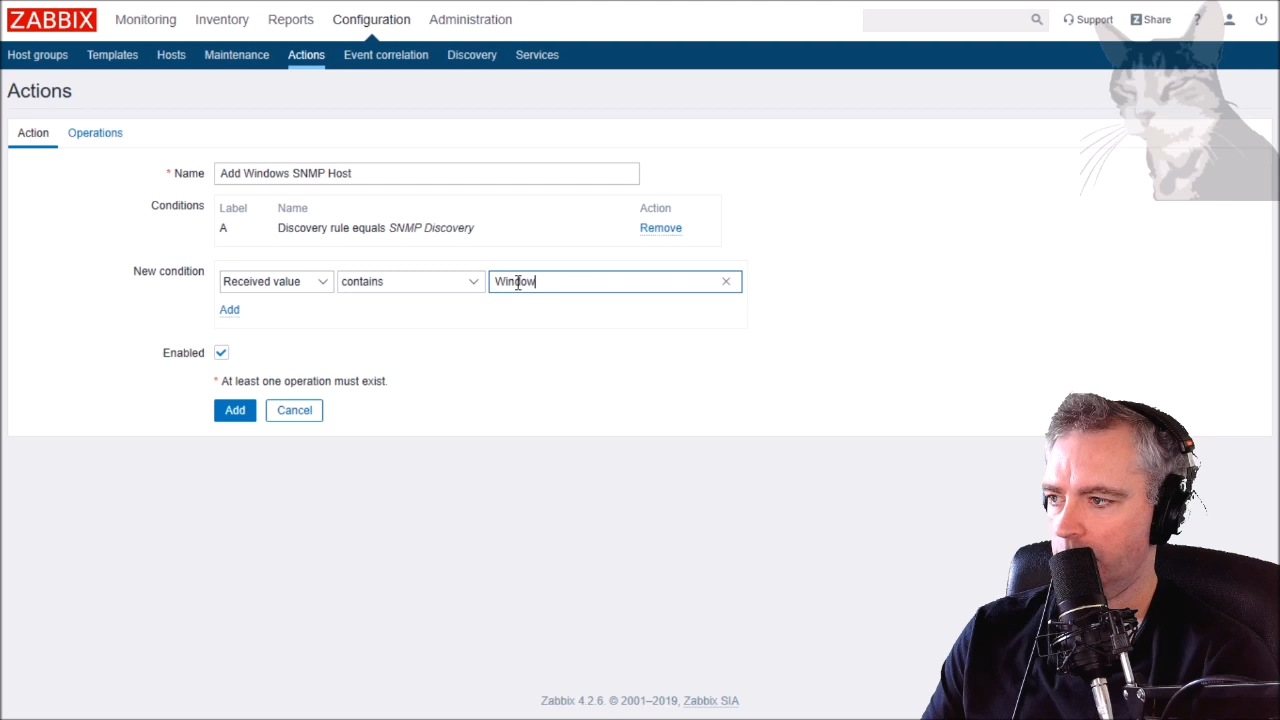 ZABBIX Monitoring Inventory Reports Configuration Administration Support Z Share ?
Host groups Templates Hosts Maintenance Actions Event correlation Discovery Services
Actions
Action Operations
* Name Add Windows SNMP Host
Conditions Label Name Action
A Discovery rule equals SNMP Discovery Remove
New condition Received value contains Window
Add
Enabled
* At least one operation must exist.
Add Cancel
Zabbix 4.2.6. © 2001–2019, Zabbix SIA